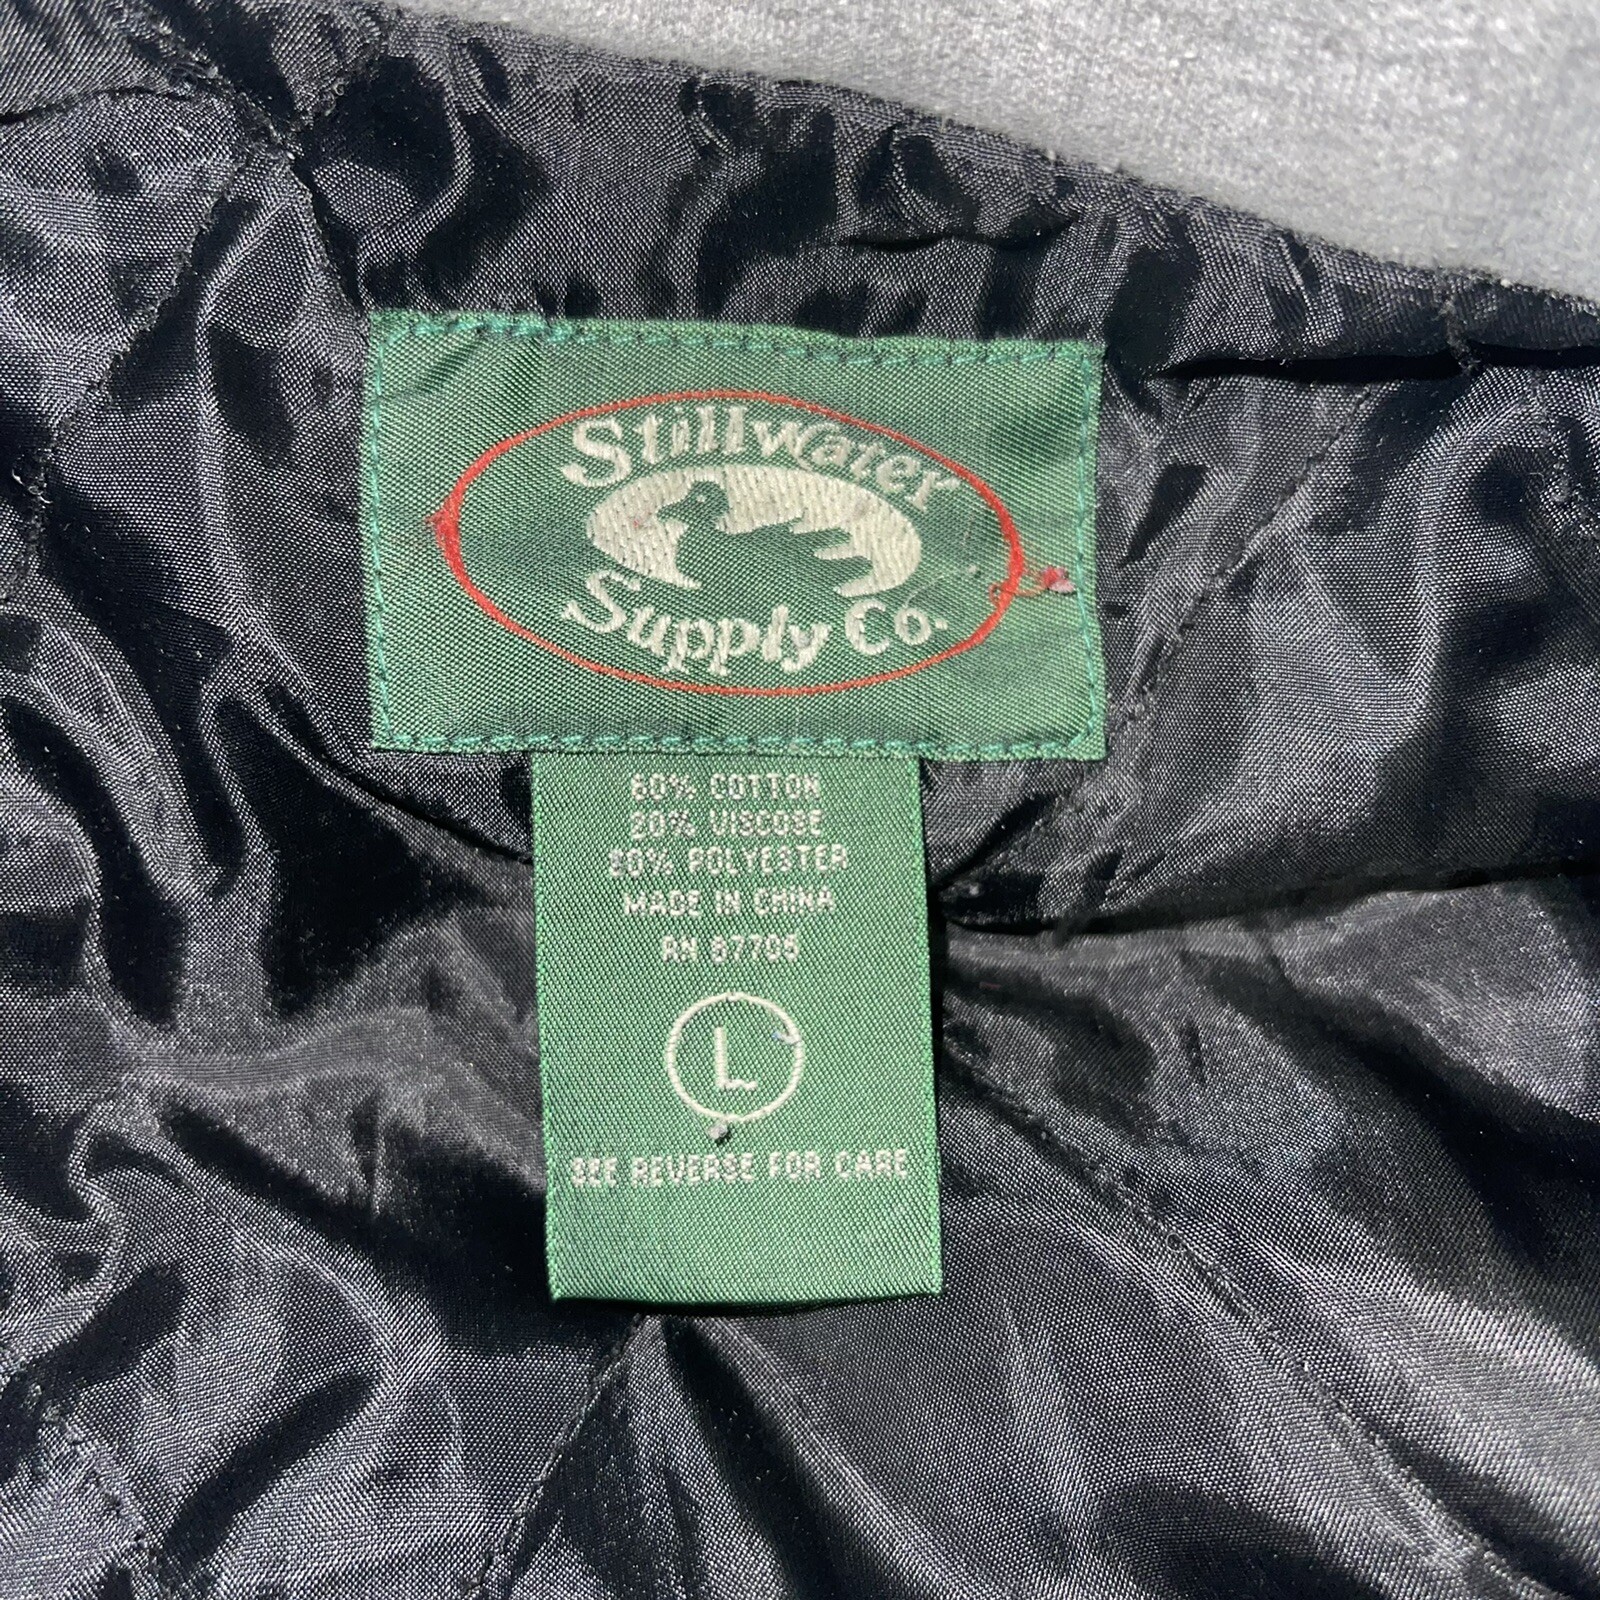 Stillwater
Supply Co.
60% COTTON
20% VISCOSE
20% POLYESTER
MADE IN CHINA
RN 87705
L
SEE REVERSE FOR CARE